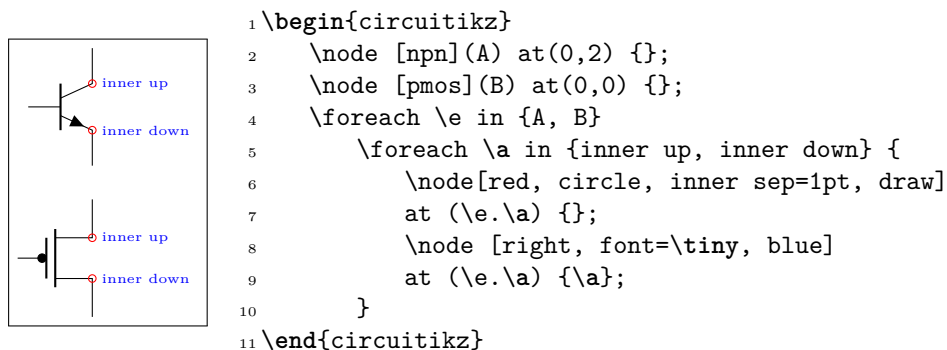 inner up
inner down
inner up
inner down
1 \begin{circuitikz}
2     \node [npn](A) at(0,2) {};
3     \node [pmos](B) at(0,0) {};
4     \foreach \e in {A, B}
5         \foreach \a in {inner up, inner down} {
6             \node[red, circle, inner sep=1pt, draw]
7             at (\e.\a) {};
8             \node [right, font=\tiny, blue]
9             at (\e.\a) {\a};
10         }
11 \end{circuitikz}